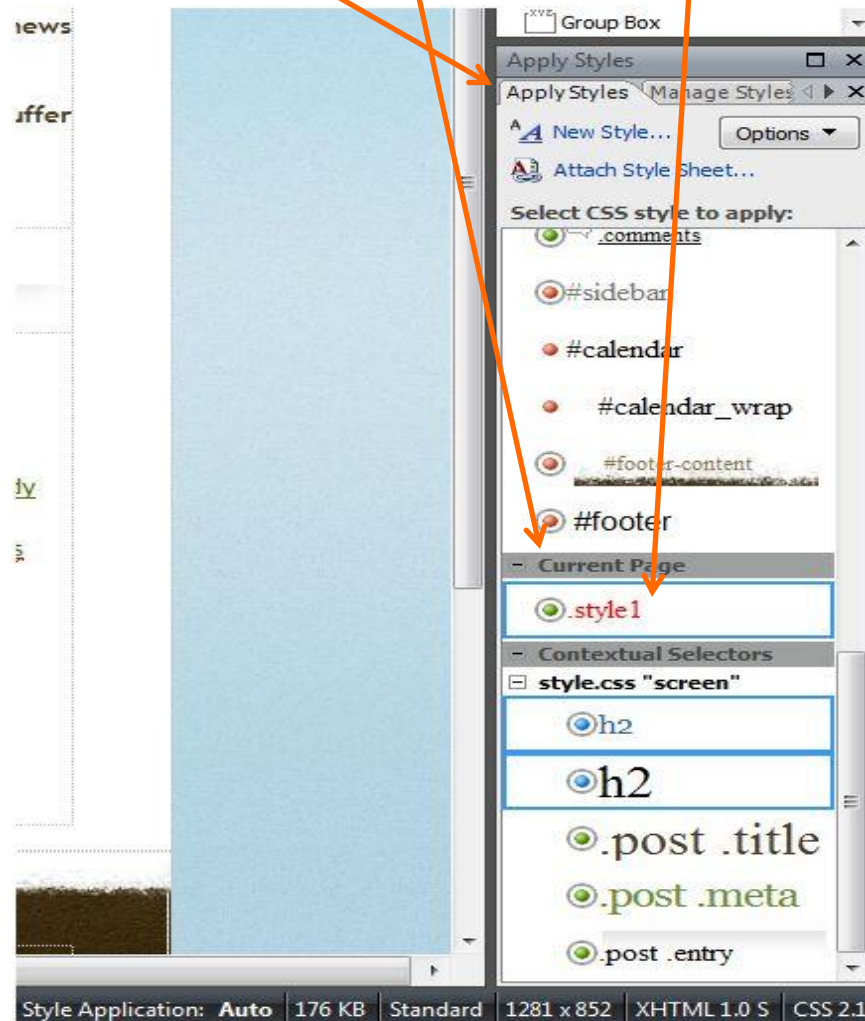 news
uffer
dy
s
XYZ
Group Box
Apply Styles
Apply Styles Manage Styles
New Style... Options
Attach Style Sheet...
Select CSS style to apply:
.comments
#sidebar
#calendar
#calendar_wrap
#footer-content
#footer
Current Page
.style1
Contextual Selectors
style.css "screen"
h2
h2
.post .title
.post .meta
.post .entry
Style Application: Auto 176 KB Standard 1281 x 852 XHTML 1.0 S CSS 2.1